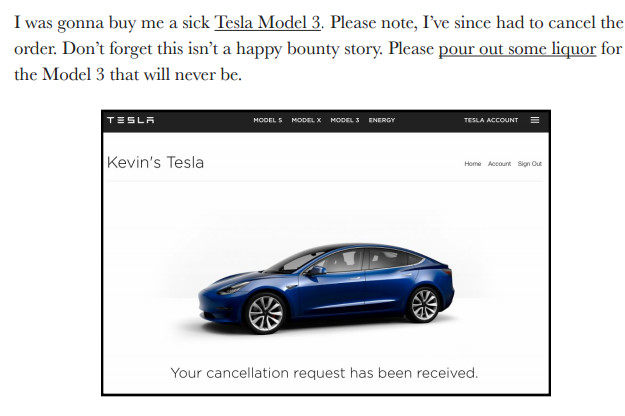 I was gonna buy me a sick Tesla Model 3. Please note, I’ve since had to cancel the
order. Don’t forget this isn’t a happy bounty story. Please pour out some liquor for
the Model 3 that will never be.
TESLA MODEL S MODEL X MODEL 3 ENERGY TESLA ACCOUNT
Kevin's Tesla Home Account Sign Out
Your cancellation request has been received.